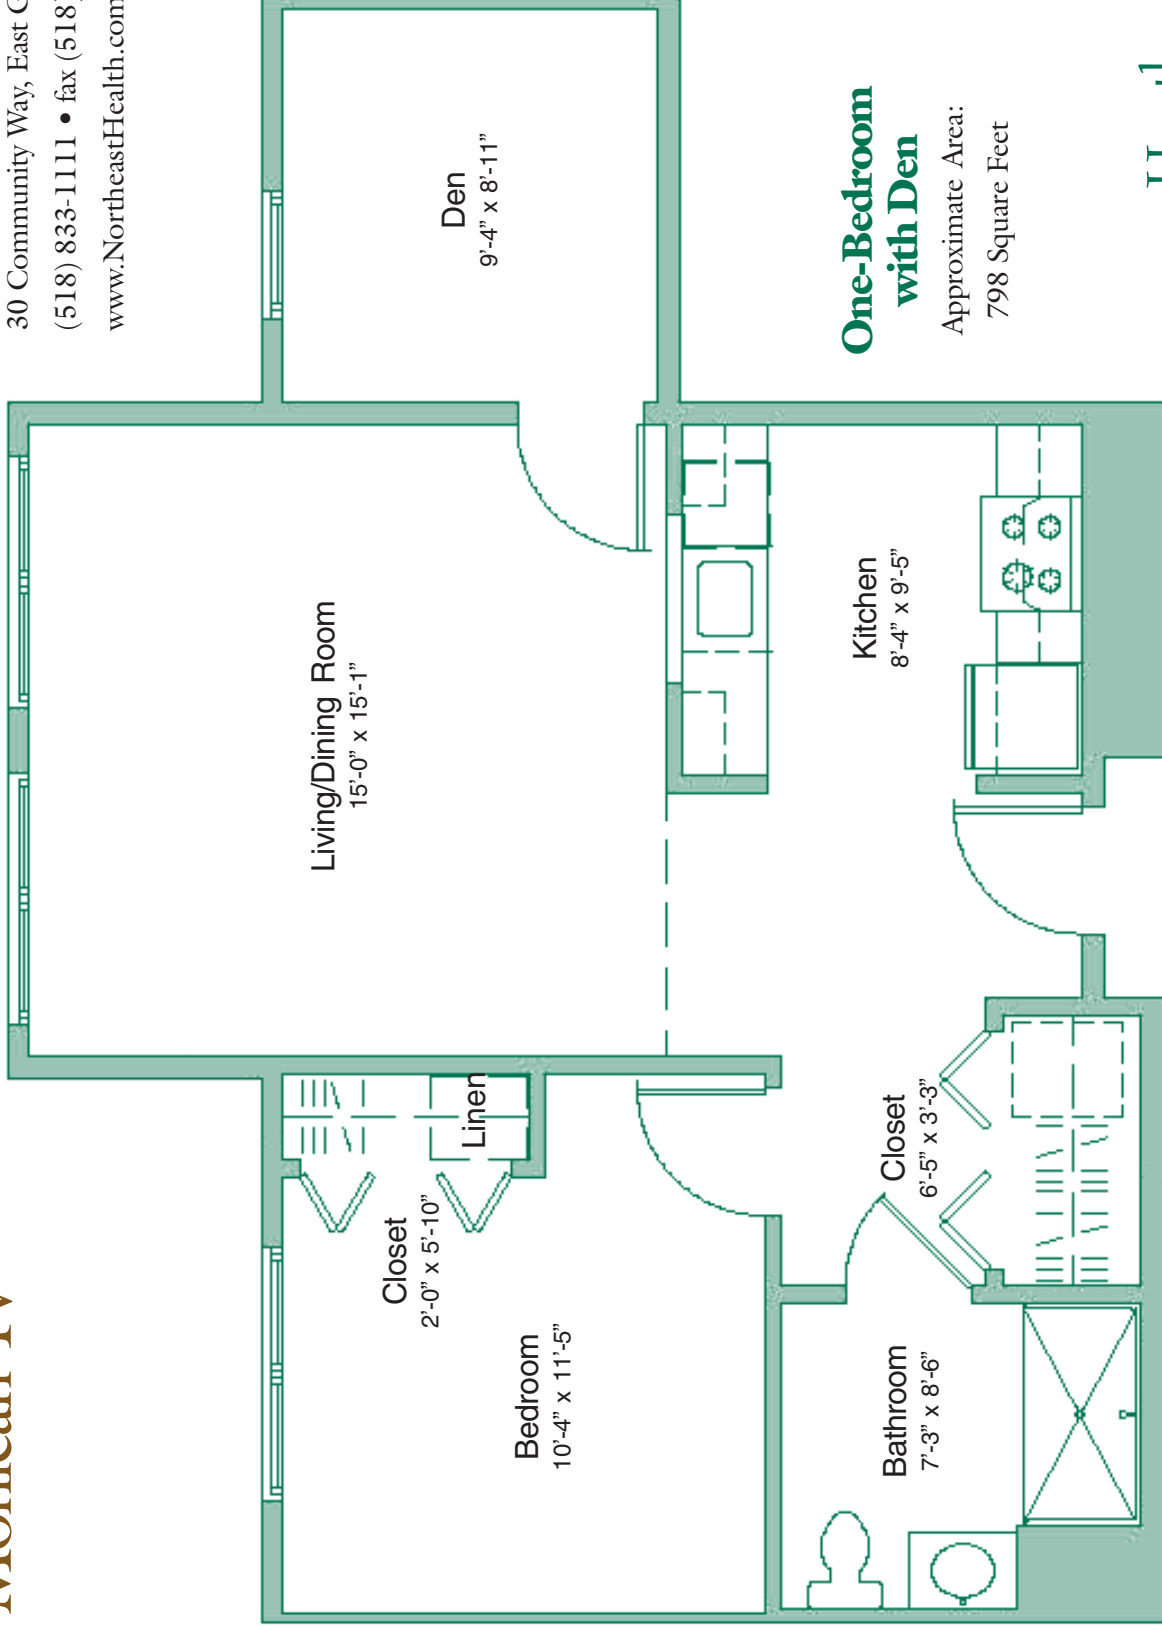 Mohican IV
30 Community Way, East G
(518) 833-1111 • fax (518)
www.NortheastHealth.com
Living/Dining Room
15’-0” x 15’-1”
Den
9’-4” x 8’-11”
Closet
2’-0” x 5’-10”
Linen
Bedroom
10’-4” x 11’-5”
Kitchen
8’-4” x 9’-5”
Closet
6’-5” x 3’-3”
Bathroom
7’-3” x 8’-6”
One-Bedroom
with Den
Approximate Area:
798 Square Feet